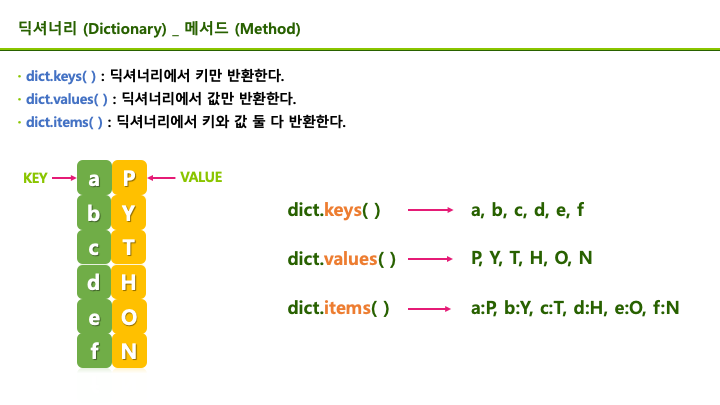 딕셔너리 (Dictionary) _ 메서드 (Method)
· dict.keys( ) : 딕셔너리에서 키만 반환한다.
· dict.values( ) : 딕셔너리에서 값만 반환한다.
· dict.items( ) : 딕셔너리에서 키와 값 둘 다 반환한다.
KEY a P VALUE
b Y
c T
d H
e O
f N
dict.keys( ) a, b, c, d, e, f
dict.values( ) P, Y, T, H, O, N
dict.items( ) a:P, b:Y, c:T, d:H, e:O, f:N